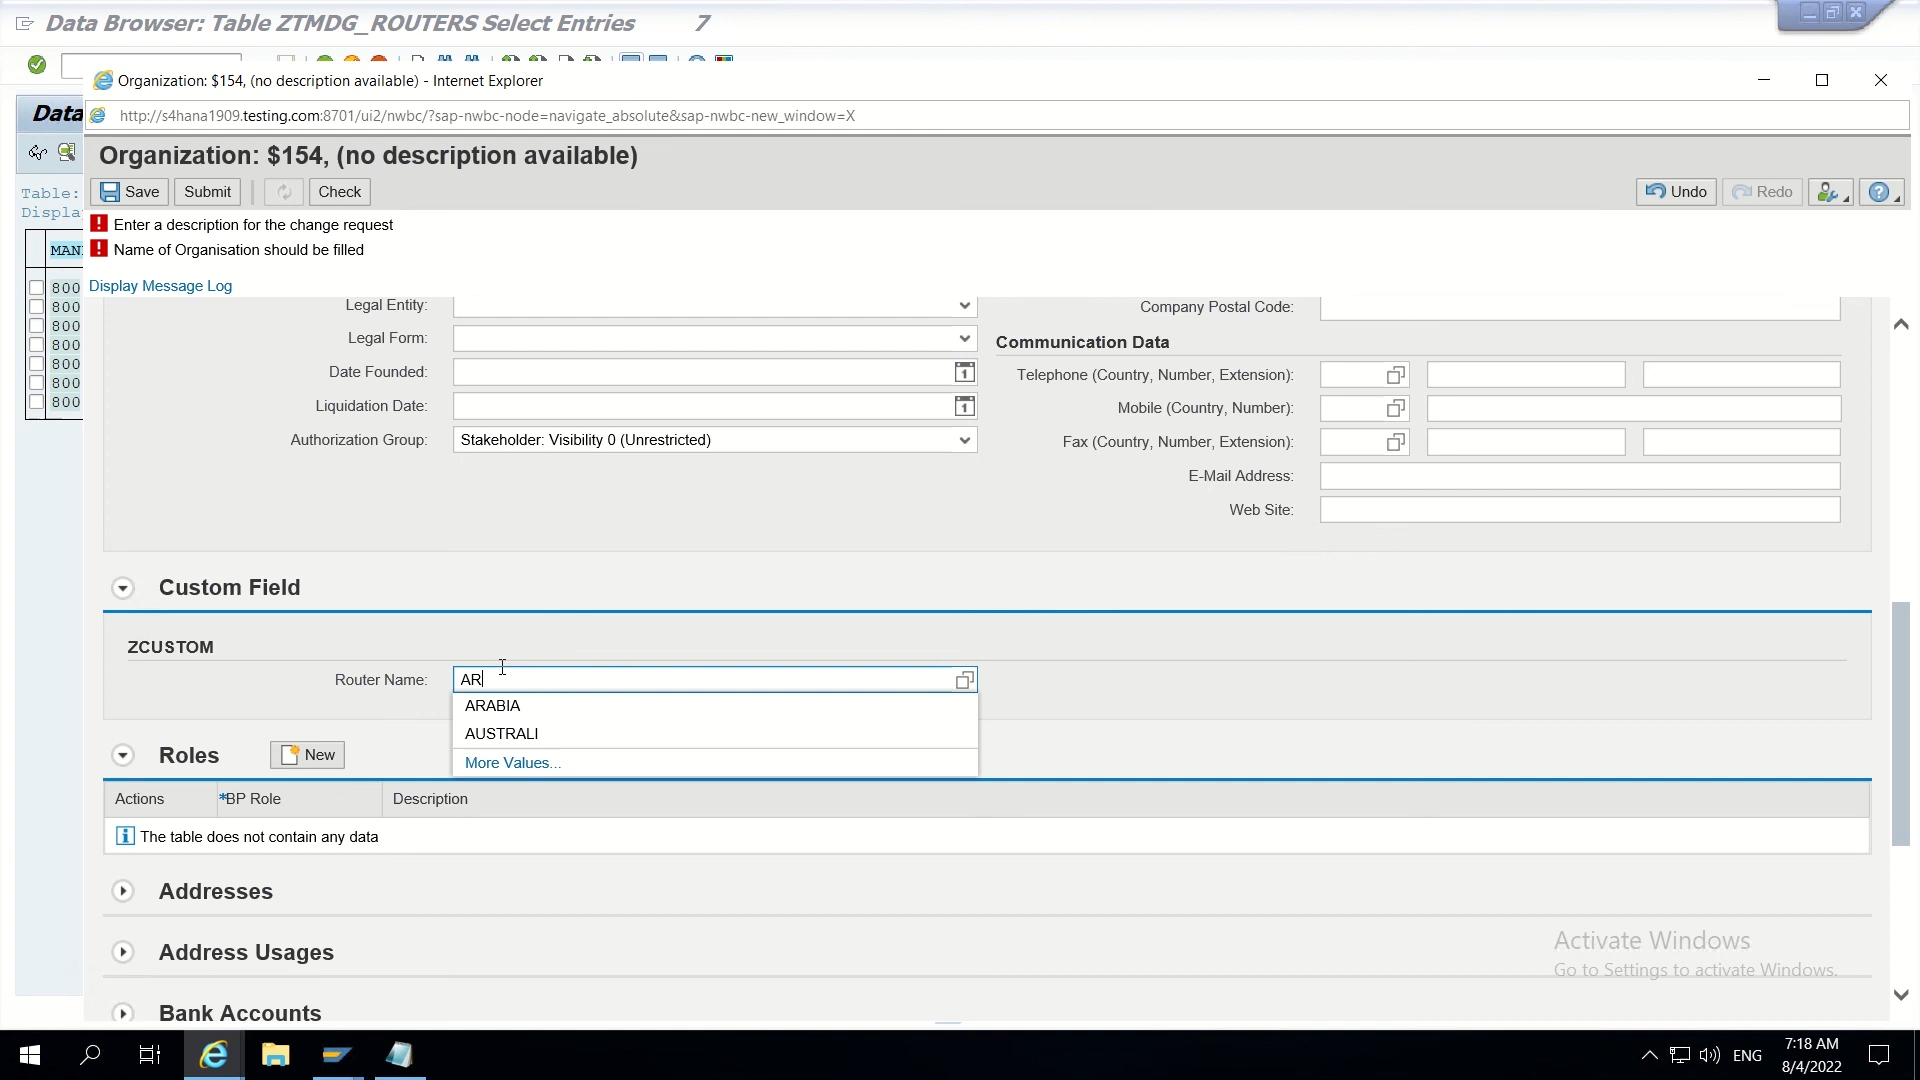 Data Browser: Table ZTMDG_ROUTERS Select Entries 7
Organization: $154, (no description available) - Internet Explorer
Data
http://s4hana1909.testing.com:8701/ui2/nwbc/?sap-nwbc-node=navigate_absolute&sap-nwbc-new_window=X
Organization: $154, (no description available)
Save Submit Check Undo Redo
Table:
Displa
Enter a description for the change request
MAN
Name of Organisation should be filled
Display Message Log
800
800
800
800
800
800
800
Legal Entity:
Legal Form:
Date Founded:
Liquidation Date:
Authorization Group: Stakeholder: Visibility 0 (Unrestricted)
Company Postal Code:
Communication Data
Telephone (Country, Number, Extension):
Mobile (Country, Number):
Fax (Country, Number, Extension):
E-Mail Address:
Web Site:
Custom Field
ZCUSTOM
Router Name: AR
ARABIA
AUSTRALI
More Values...
Roles New
Actions *BP Role Description
The table does not contain any data
Addresses
Address Usages
Bank Accounts
Activate Windows
Go to Settings to activate Windows.
ENG
7:18 AM
8/4/2022